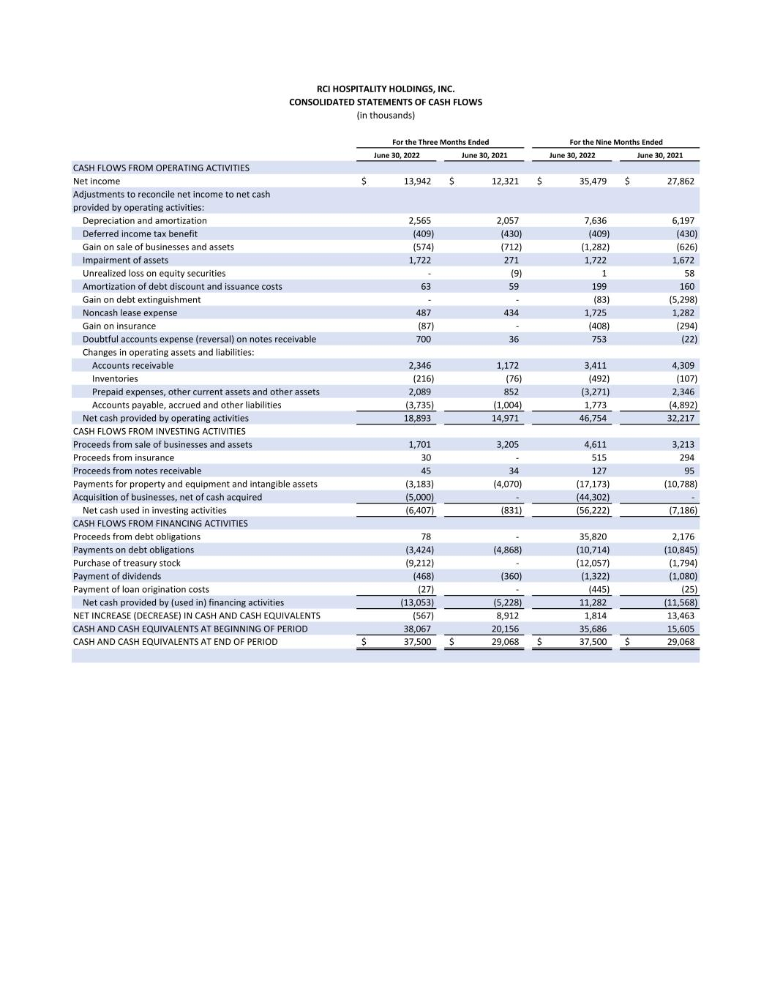 RCI HOSPITALITY HOLDINGS, INC.
CONSOLIDATED STATEMENTS OF CASH FLOWS
(in thousands)
For the Three Months Ended For the Nine Months Ended
June 30, 2022 June 30, 2021 June 30, 2022 June 30, 2021
CASH FLOWS FROM OPERATING ACTIVITIES
Net income $ 13,942 $ 12,321 $ 35,479 $ 27,862
Adjustments to reconcile net income to net cash
provided by operating activities:
Depreciation and amortization 2,565 2,057 7,636 6,197
Deferred income tax benefit (409) (430) (409) (430)
Gain on sale of businesses and assets (574) (712) (1,282) (626)
Impairment of assets 1,722 271 1,722 1,672
Unrealized loss on equity securities - (9) 1 58
Amortization of debt discount and issuance costs 63 59 199 160
Gain on debt extinguishment - - (83) (5,298)
Noncash lease expense 487 434 1,725 1,282
Gain on insurance (87) - (408) (294)
Doubtful accounts expense (reversal) on notes receivable 700 36 753 (22)
Changes in operating assets and liabilities:
Accounts receivable 2,346 1,172 3,411 4,309
Inventories (216) (76) (492) (107)
Prepaid expenses, other current assets and other assets 2,089 852 (3,271) 2,346
Accounts payable, accrued and other liabilities (3,735) (1,004) 1,773 (4,892)
Net cash provided by operating activities 18,893 14,971 46,754 32,217
CASH FLOWS FROM INVESTING ACTIVITIES
Proceeds from sale of businesses and assets 1,701 3,205 4,611 3,213
Proceeds from insurance 30 - 515 294
Proceeds from notes receivable 45 34 127 95
Payments for property and equipment and intangible assets (3,183) (4,070) (17,173) (10,788)
Acquisition of businesses, net of cash acquired (5,000) - (44,302) -
Net cash used in investing activities (6,407) (831) (56,222) (7,186)
CASH FLOWS FROM FINANCING ACTIVITIES
Proceeds from debt obligations 78 - 35,820 2,176
Payments on debt obligations (3,424) (4,868) (10,714) (10,845)
Purchase of treasury stock (9,212) - (12,057) (1,794)
Payment of dividends (468) (360) (1,322) (1,080)
Payment of loan origination costs (27) - (445) (25)
Net cash provided by (used in) financing activities (13,053) (5,228) 11,282 (11,568)
NET INCREASE (DECREASE) IN CASH AND CASH EQUIVALENTS (567) 8,912 1,814 13,463
CASH AND CASH EQUIVALENTS AT BEGINNING OF PERIOD 38,067 20,156 35,686 15,605
CASH AND CASH EQUIVALENTS AT END OF PERIOD $ 37,500 $ 29,068 $ 37,500 $ 29,068